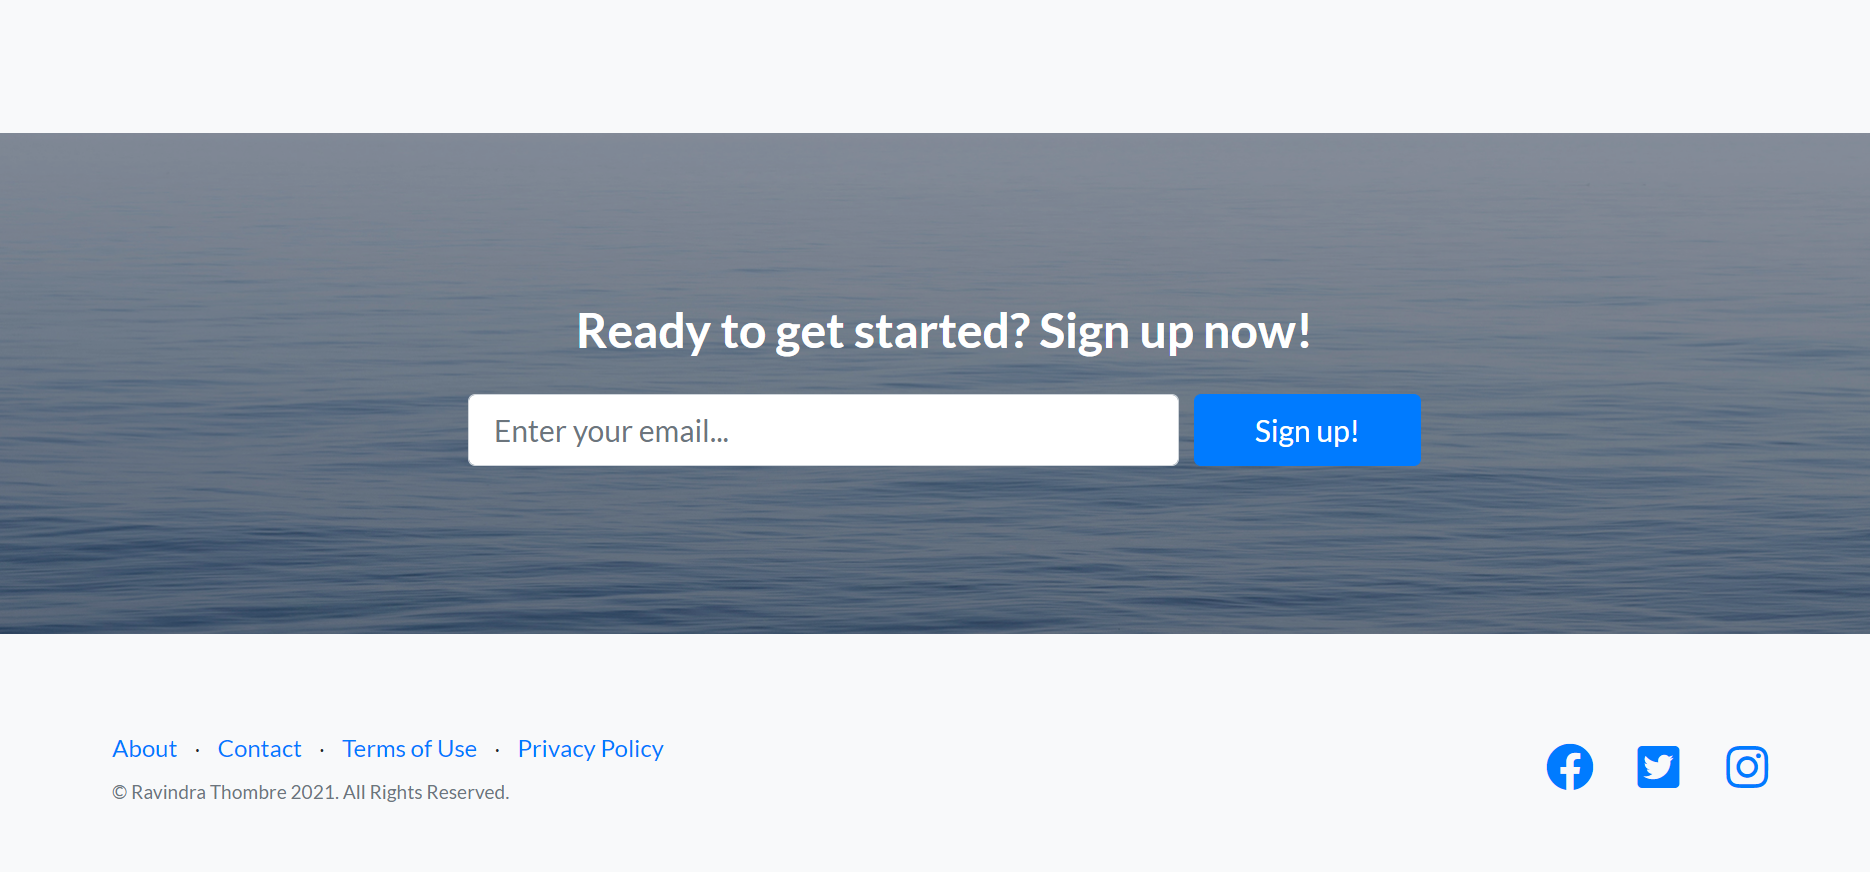 Ready to get started? Sign up now!
Enter your email...
Sign up!
About · Contact · Terms of Use · Privacy Policy
© Ravindra Thombre 2021. All Rights Reserved.